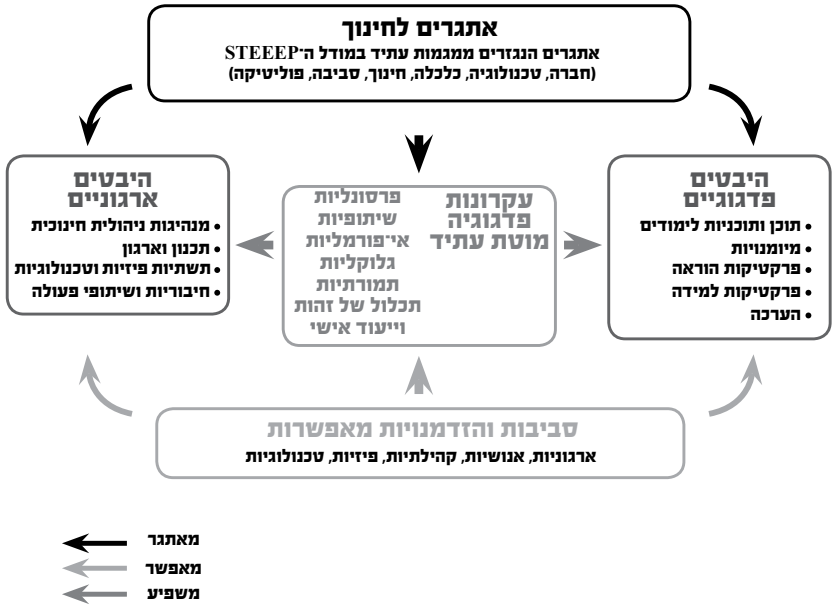 אתגרים לחינוך
אתגרים הנגזרים ממגמות עתיד במודל ה־STEEEP
(חברה, טכנולוגיה, כלכלה, חינוך, סביבה, פוליטיקה)
היבטים
פדגוגיים
• תוכן ותוכניות לימודים
• מיומנויות
• פרקטיקות הוראה
• פרקטיקות למידה
• הערכה
עקרונות
פדגוגיה
מוטת עתיד
פרסונליות
שיתופיות
אי־פורמליות
גלוקליות
תמורתיות
תכלול של זהות
וייעוד אישי
היבטים
ארגוניים
• מנהיגות ניהולית חינוכית
• תכנון וארגון
• תשתיות פיזיות וטכנולוגיות
• חיבוריות ושיתופי פעולה
סביבות והזדמנויות מאפשרות
ארגוניות, אנושיות, קהילתיות, פיזיות, טכנולוגיות
מאתגר
מאפשר
משפיע